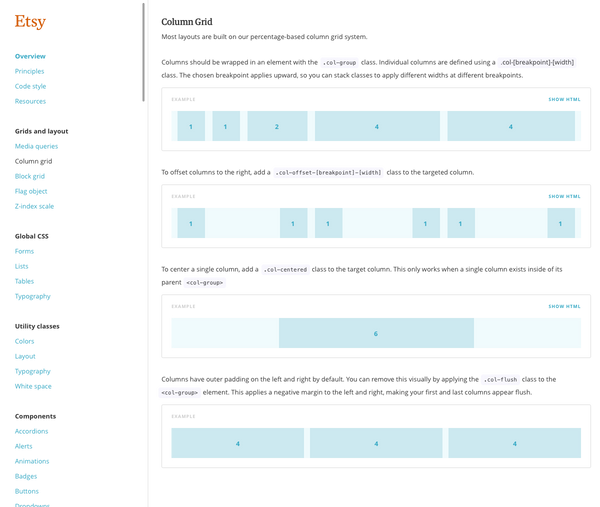 Etsy
Overview
Principles
Code style
Resources
Grids and layout
Media queries
Column grid
Block grid
Flag object
Z-index scale
Global CSS
Forms
Lists
Tables
Typography
Utility classes
Colors
Layout
Typography
White space
Components
Accordions
Alerts
Animations
Badges
Buttons
Dropdowns
Column Grid
Most layouts are built on our percentage-based column grid system.
Columns should be wrapped in an element with the .col-group class. Individual columns are defined using a .col-[breakpoint]-[width]
class. The chosen breakpoint applies upward, so you can stack classes to apply different widths at different breakpoints.
EXAMPLE SHOW HTML
1 1 2 4 4
To offset columns to the right, add a .col-offset-[breakpoint]-[width] class to the targeted column.
EXAMPLE SHOW HTML
1 1 1 1 1 1
To center a single column, add a .col-centered class to the target column. This only works when a single column exists inside of its
parent <col-group>
EXAMPLE SHOW HTML
6
Columns have outer padding on the left and right by default. You can remove this visually by applying the .col-flush class to the
<col-group> element. This applies a negative margin to the left and right, making your first and last columns appear flush.
EXAMPLE
4 4 4